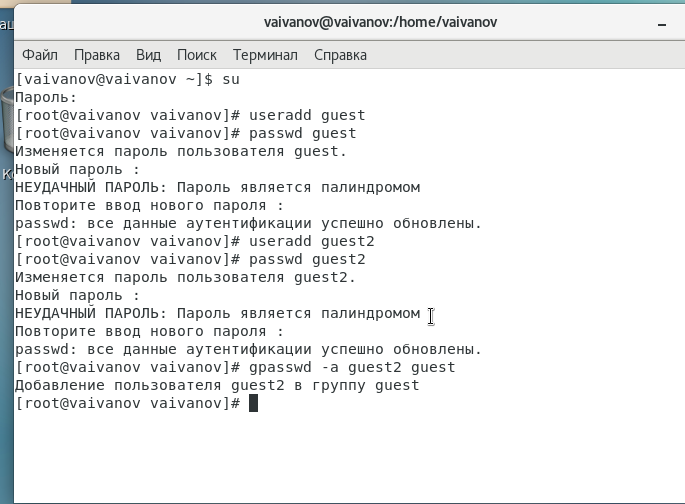 vaivanov@vaivanov:/home/vaivanov
Файл Правка Вид Поиск Терминал Справка
[vaivanov@vaivanov ~]$ su
Пароль:
[root@vaivanov vaivanov]# useradd guest
[root@vaivanov vaivanov]# passwd guest
Изменяется пароль пользователя guest.
Новый пароль :
НЕУДАЧНЫЙ ПАРОЛЬ: Пароль является палиндромом
Повторите ввод нового пароля :
passwd: все данные аутентификации успешно обновлены.
[root@vaivanov vaivanov]# useradd guest2
[root@vaivanov vaivanov]# passwd guest2
Изменяется пароль пользователя guest2.
Новый пароль :
НЕУДАЧНЫЙ ПАРОЛЬ: Пароль является палиндромом
Повторите ввод нового пароля :
passwd: все данные аутентификации успешно обновлены.
[root@vaivanov vaivanov]# gpasswd -a guest2 guest
Добавление пользователя guest2 в группу guest
[root@vaivanov vaivanov]#